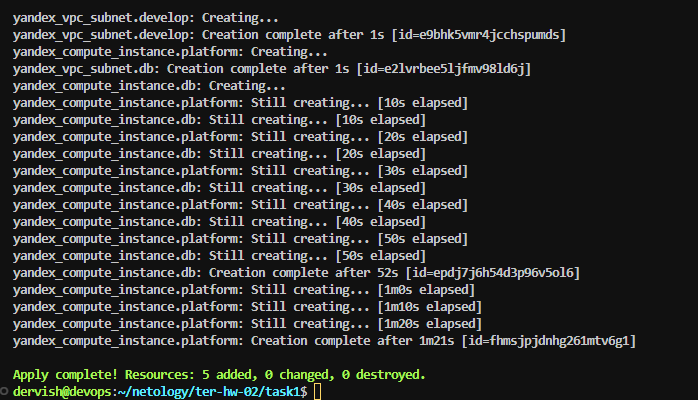 yandex_vpc_subnet.develop: Creating...
yandex_vpc_subnet.develop: Creation complete after 1s [id=e9bhk5vmr4jcchspumds]
yandex_compute_instance.platform: Creating...
yandex_vpc_subnet.db: Creation complete after 1s [id=e2lvrbee5ljfmv98ld6j]
yandex_compute_instance.db: Creating...
yandex_compute_instance.platform: Still creating... [10s elapsed]
yandex_compute_instance.db: Still creating... [10s elapsed]
yandex_compute_instance.platform: Still creating... [20s elapsed]
yandex_compute_instance.db: Still creating... [20s elapsed]
yandex_compute_instance.platform: Still creating... [30s elapsed]
yandex_compute_instance.db: Still creating... [30s elapsed]
yandex_compute_instance.platform: Still creating... [40s elapsed]
yandex_compute_instance.db: Still creating... [40s elapsed]
yandex_compute_instance.platform: Still creating... [50s elapsed]
yandex_compute_instance.db: Still creating... [50s elapsed]
yandex_compute_instance.db: Creation complete after 52s [id=epdj7j6h54d3p96v5ol6]
yandex_compute_instance.platform: Still creating... [1m0s elapsed]
yandex_compute_instance.platform: Still creating... [1m10s elapsed]
yandex_compute_instance.platform: Still creating... [1m20s elapsed]
yandex_compute_instance.platform: Creation complete after 1m21s [id=fhmsjpjdnhg261mtv6g1]
Apply complete! Resources: 5 added, 0 changed, 0 destroyed.
dervish@devops:~/netology/ter-hw-02/task1$